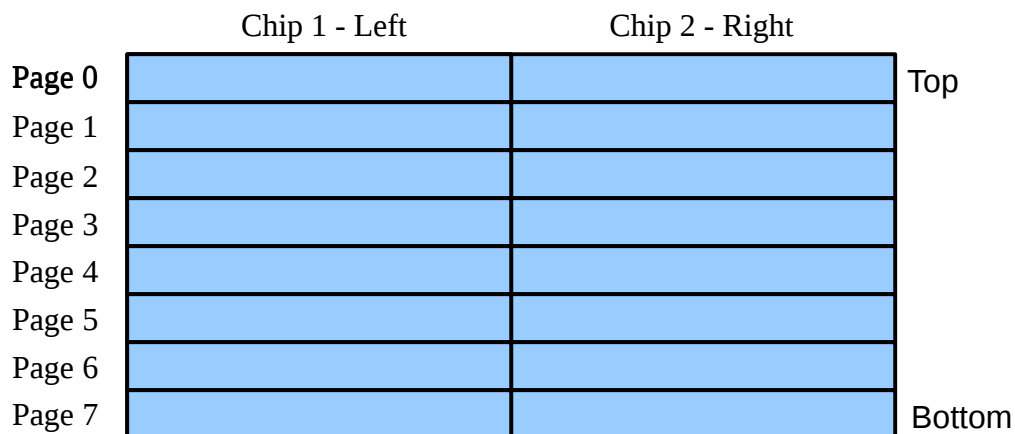 Chip 1 - Left Chip 2 - Right
Page 0 Top
Page 1
Page 2
Page 3
Page 4
Page 5
Page 6
Page 7 Bottom